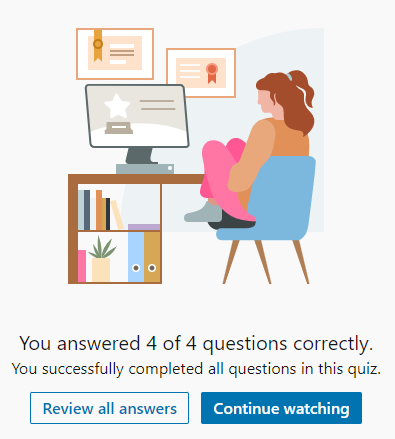 You answered 4 of 4 questions correctly.
You successfully completed all questions in this quiz.
Review all answers
Continue watching